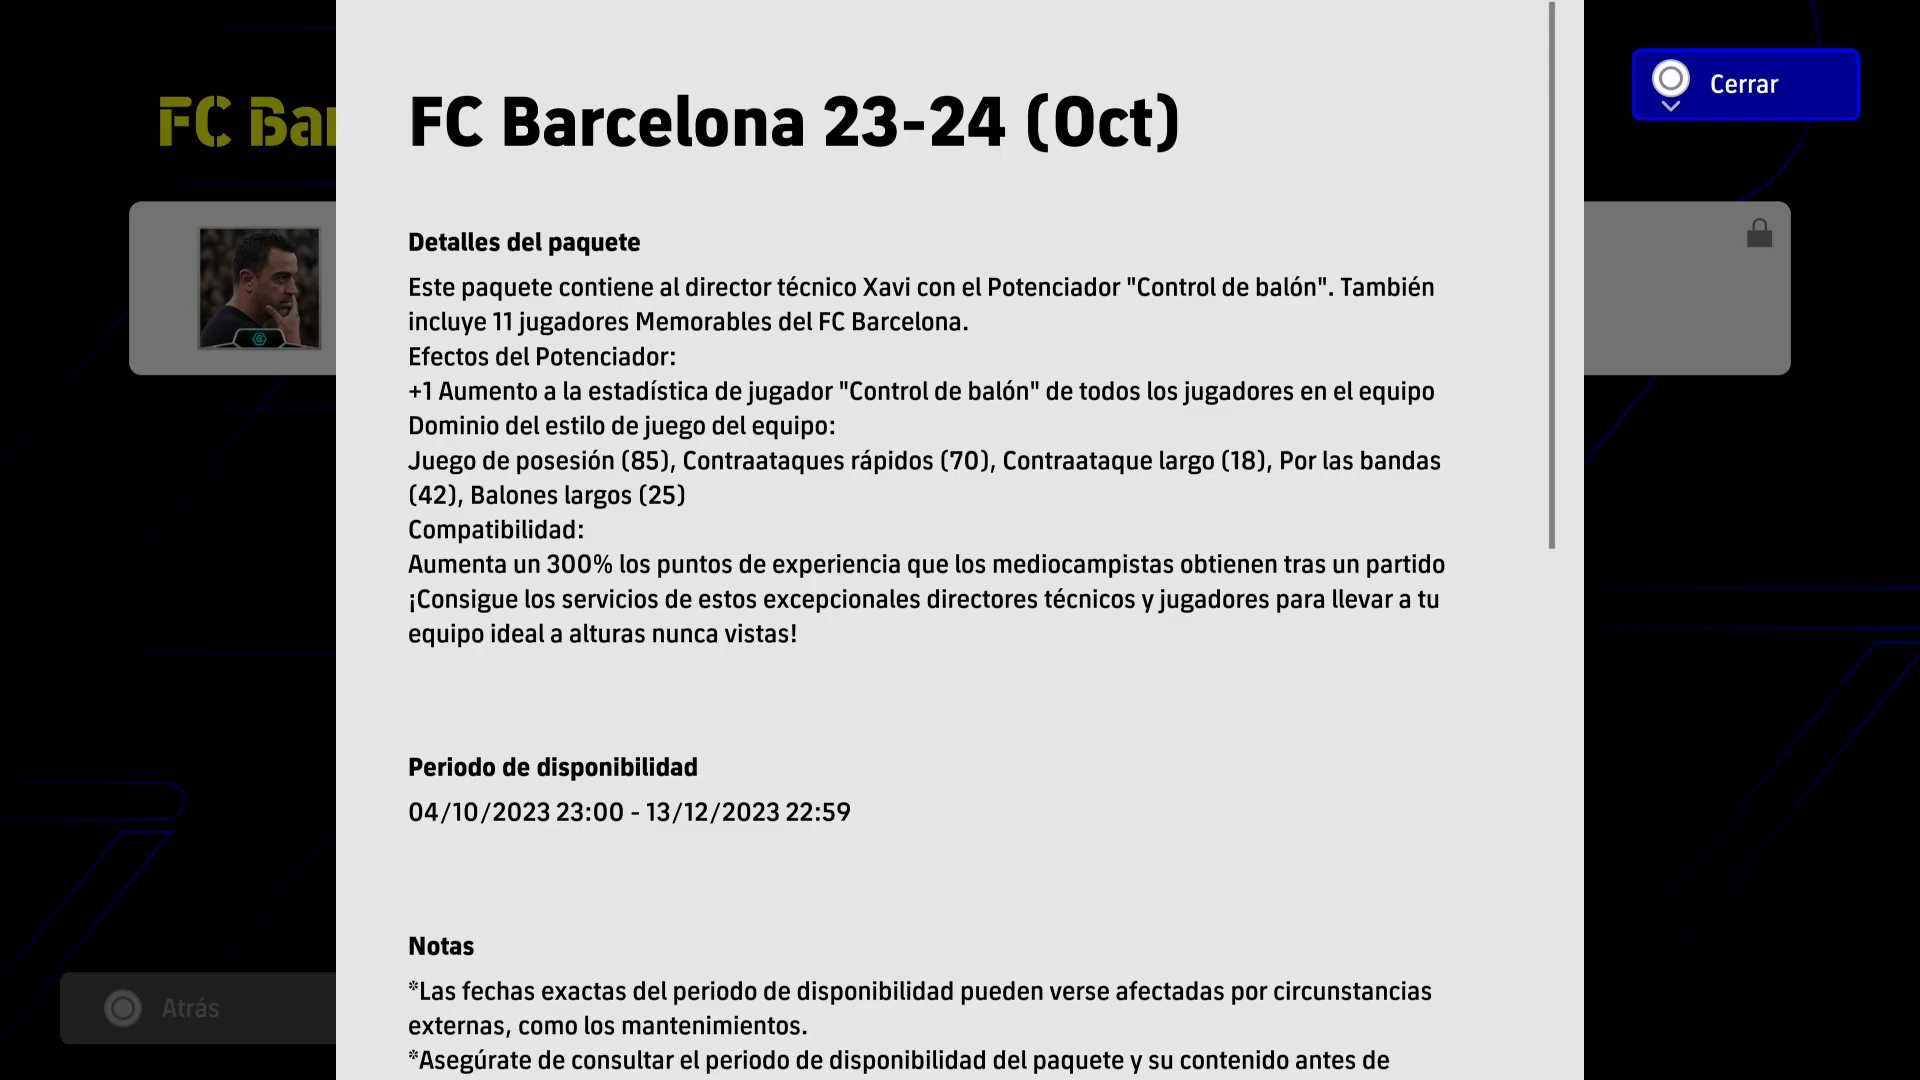 FC Bar
FC Barcelona 23-24 (Oct)
Cerrar
Detalles del paquete
Este paquete contiene al director técnico Xavi con el Potenciador "Control de balón". También
incluye 11 jugadores Memorables del FC Barcelona.
Efectos del Potenciador:
+1 Aumento a la estadística de jugador "Control de balón" de todos los jugadores en el equipo
Dominio del estilo de juego del equipo:
Juego de posesión (85), Contraataques rápidos (70), Contraataque largo (18), Por las bandas
(42), Balones largos (25)
Compatibilidad:
Aumenta un 300% los puntos de experiencia que los mediocampistas obtienen tras un partido
¡Consigue los servicios de estos excepcionales directores técnicos y jugadores para llevar a tu
equipo ideal a alturas nunca vistas!
Periodo de disponibilidad
04/10/2023 23:00 - 13/12/2023 22:59
Notas
*Las fechas exactas del periodo de disponibilidad pueden verse afectadas por circunstancias
externas, como los mantenimientos.
*Asegúrate de consultar el periodo de disponibilidad del paquete y su contenido antes de
Atrás